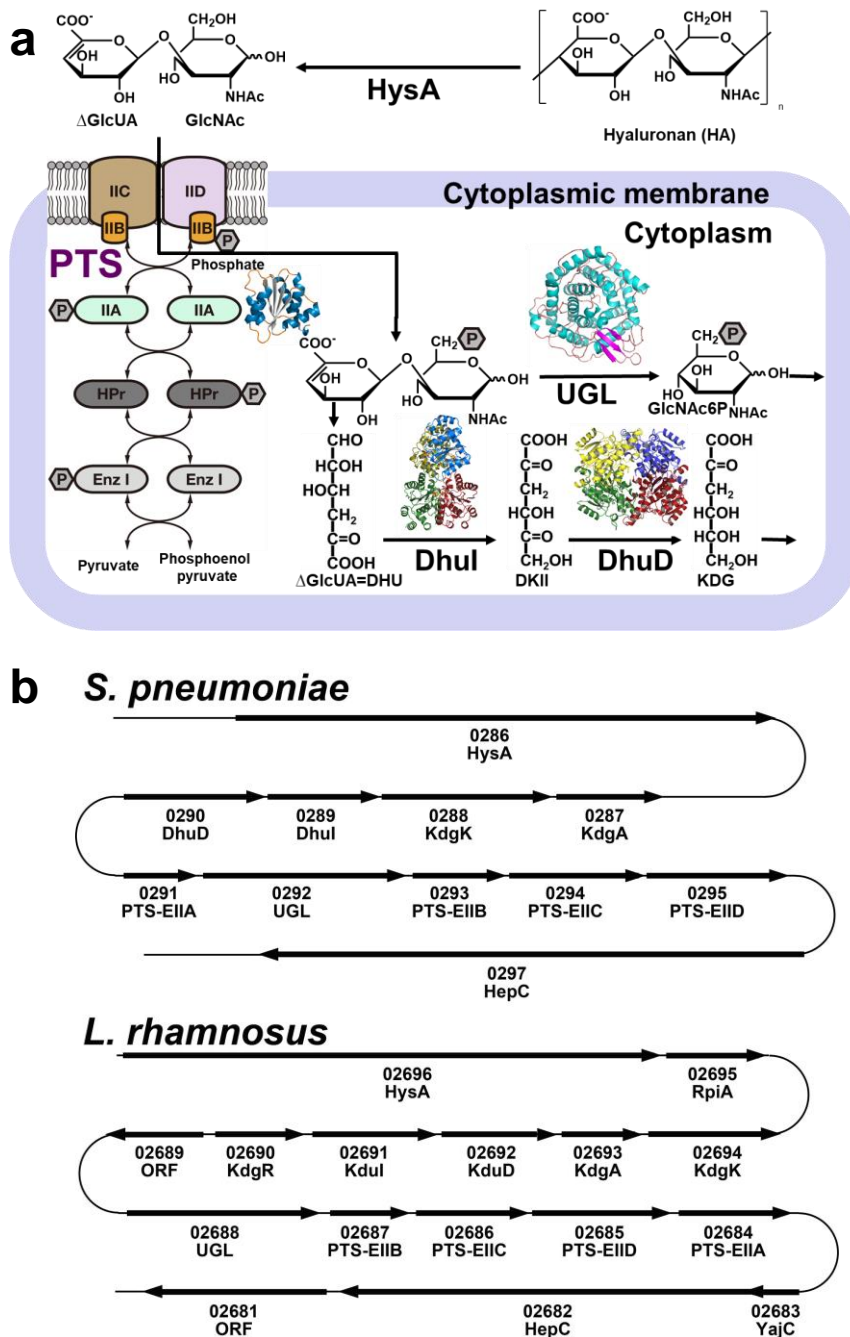 a
COO⁻
OH
OH
O
O
CH₂OH
O
HO
OH
NHAc
ΔGlcUA
GlcNAc
HysA
COO⁻
O
HO
OH
O
CH₂OH
O
HO
NHAc
n
Hyaluronan (HA)
IIC
IID
IIB
IIB
P
PTS
Phosphate
Cytoplasmic membrane
Cytoplasm
P
IIA
IIA
HPr
HPr
P
P
Enz I
Enz I
Pyruvate
Phosphoenol
pyruvate
COO⁻
O
OH
OH
O
CH₂
P
O
HO
OH
NHAc
UGL
CH₂
P
O
HO
HO
OH
NHAc
GlcNAc6P
CHO
HCOH
HOCH
CH₂
C=O
COOH
ΔGlcUA=DHU
DhuI
COOH
C=O
CH₂
HCOH
C=O
CH₂OH
DKII
DhuD
COOH
C=O
CH₂
HCOH
HCOH
CH₂OH
KDG
b
S. pneumoniae
0286
HysA
0290 0289 0288 0287
DhuD DhuI KdgK KdgA
0291 0292 0293 0294 0295
PTS-EIIA UGL PTS-EIIB PTS-EIIC PTS-EIID
0297
HepC
L. rhamnosus
02696 02695
HysA RpiA
02689 02690 02691 02692 02693 02694
ORF KdgR KduI KduD KdgA KdgK
02688 02687 02686 02685 02684
UGL PTS-EIIB PTS-EIIC PTS-EIID PTS-EIIA
02681 02682 02683
ORF HepC YajC